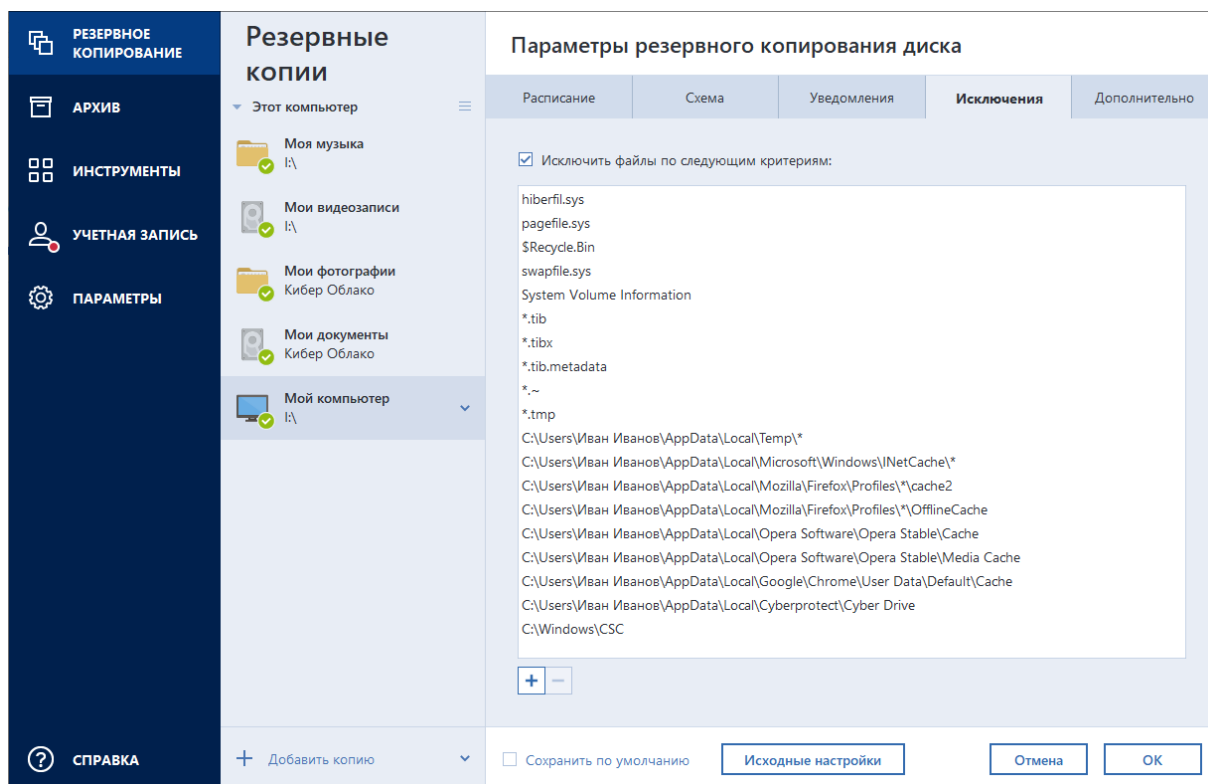 РЕЗЕРВНОЕ
КОПИРОВАНИЕ
АРХИВ
ИНСТРУМЕНТЫ
УЧЕТНАЯ ЗАПИСЬ
ПАРАМЕТРЫ
СПРАВКА
Резервные
копии
Этот компьютер
Моя музыка
I:\
Мои видеозаписи
I:\
Мои фотографии
Кибер Облако
Мои документы
Кибер Облако
Мой компьютер
I:\
Добавить копию
Параметры резервного копирования диска
Расписание
Схема
Уведомления
Исключения
Дополнительно
Исключить файлы по следующим критериям:
hiberfil.sys
pagefile.sys
$Recycle.Bin
swapfile.sys
System Volume Information
*.tib
*.tibx
*.tib.metadata
*.~
*.tmp
C:\Users\Иван Иванов\AppData\Local\Temp\*
C:\Users\Иван Иванов\AppData\Local\Microsoft\Windows\INetCache\*
C:\Users\Иван Иванов\AppData\Local\Mozilla\Firefox\Profiles\*\cache2
C:\Users\Иван Иванов\AppData\Local\Mozilla\Firefox\Profiles\*\OfflineCache
C:\Users\Иван Иванов\AppData\Local\Opera Software\Opera Stable\Cache
C:\Users\Иван Иванов\AppData\Local\Opera Software\Opera Stable\Media Cache
C:\Users\Иван Иванов\AppData\Local\Google\Chrome\User Data\Default\Cache
C:\Users\Иван Иванов\AppData\Local\Cyberprotect\Cyber Drive
C:\Windows\CSC
Сохранить по умолчанию
Исходные настройки
Отмена
ОК